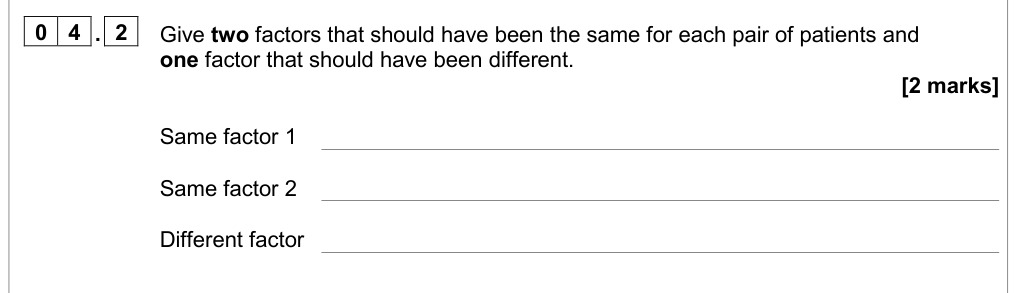 0 4 . 2 Give two factors that should have been the same for each pair of patients and
one factor that should have been different.
[2 marks]
Same factor 1
Same factor 2
Different factor